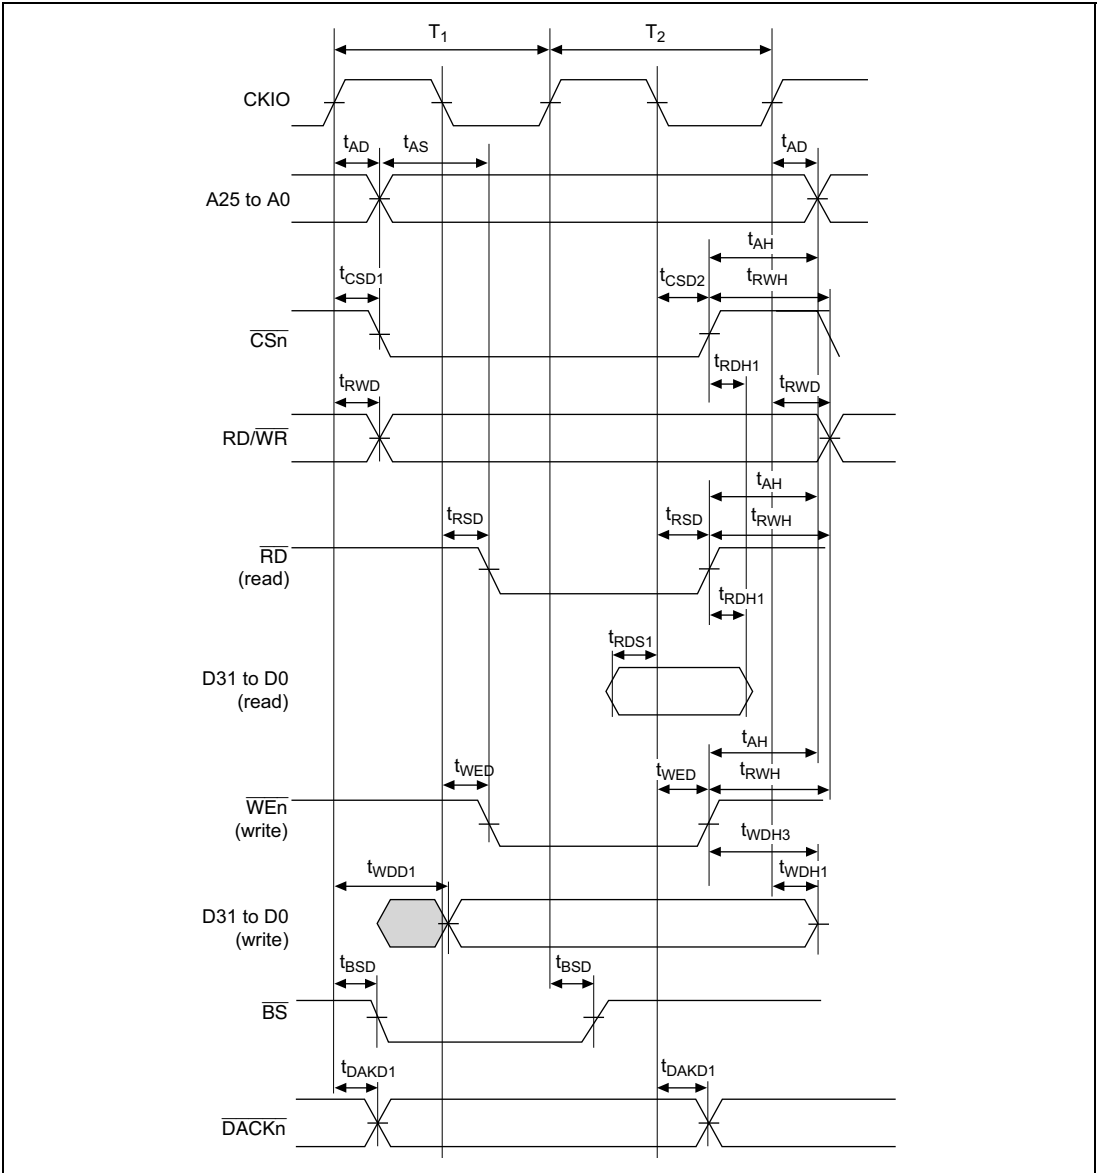 T1 T2
CKIO
tAD tAS tAD
A25 to A0
tAH
tCSD1 tCSD2 tRWH
CSn
tRDH1
tRWD tRWD
RD/WR
tAH
tRSD tRSD tRWH
RD
(read)
tRDH1
tRDS1
D31 to D0
(read)
tAH
tWED tWED tRWH
WEn
(write)
tWDH3
tWDD1 tWDH1
D31 to D0
(write)
tBSD tBSD
BS
tDAKD1 tDAKD1
DACKn